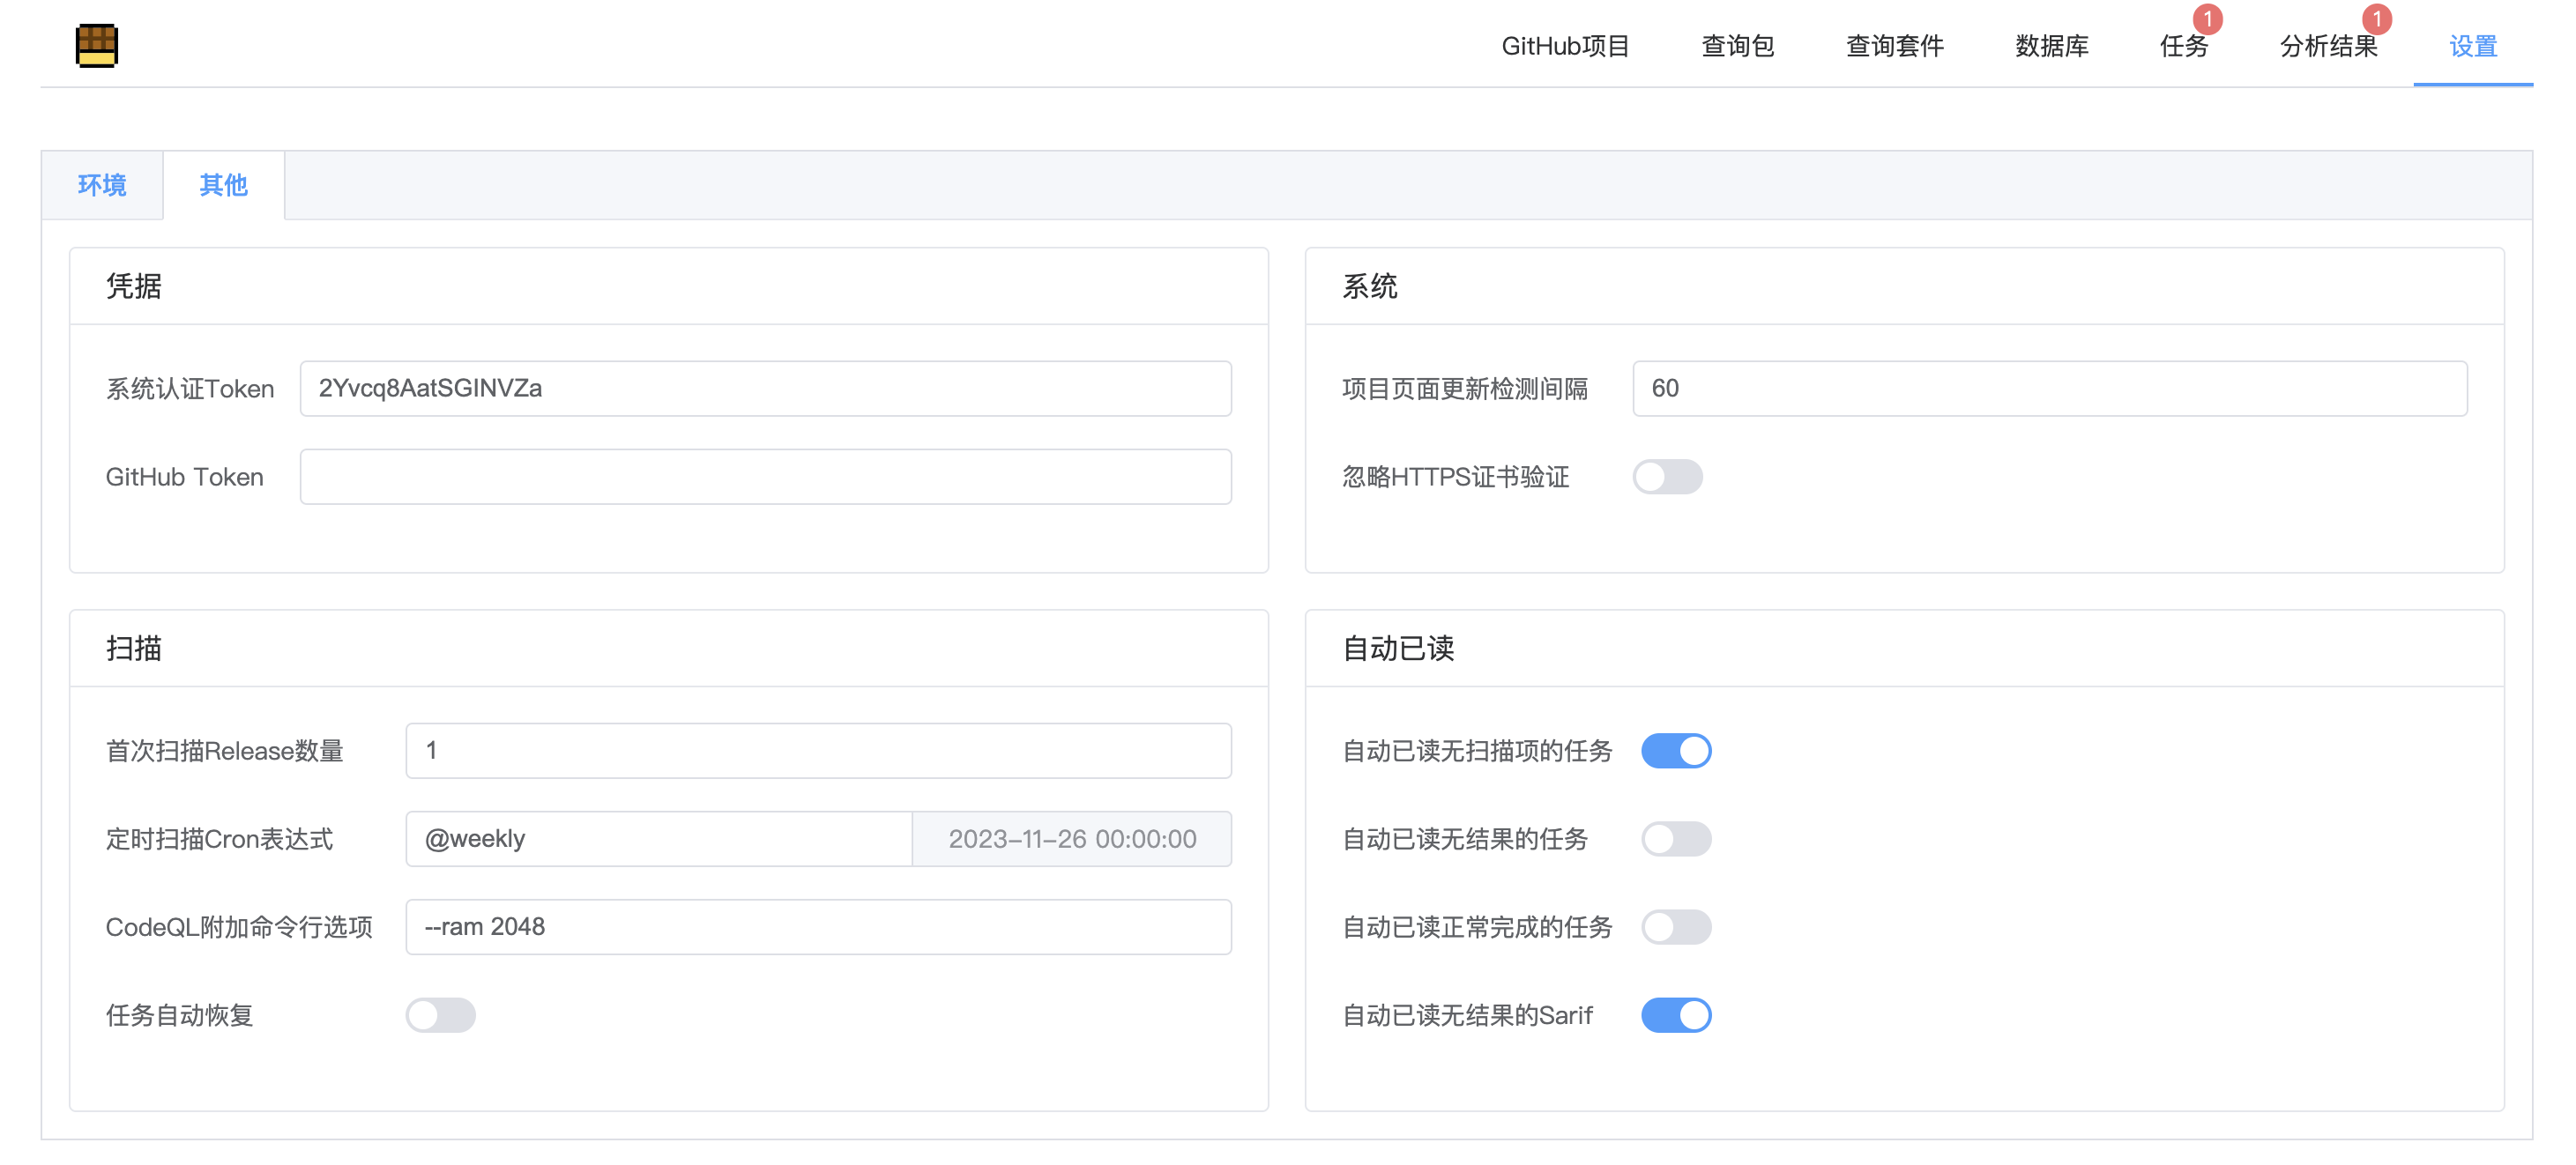 GitHub项目 查询包 查询套件 数据库 任务 1 分析结果 1 设置
环境 其他
凭据
系统认证Token 2Yvcq8AatSGINVZa
GitHub Token
系统
项目页面更新检测间隔 60
忽略HTTPS证书验证
扫描
首次扫描Release数量 1
定时扫描Cron表达式 @weekly 2023-11-26 00:00:00
CodeQL附加命令行选项 --ram 2048
任务自动恢复
自动已读
自动已读无扫描项的任务
自动已读无结果的任务
自动已读正常完成的任务
自动已读无结果的Sarif